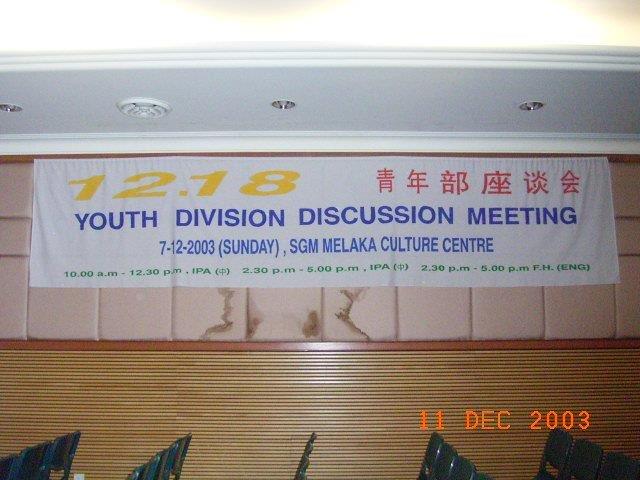 12.18 青年部座谈会
YOUTH DIVISION DISCUSSION MEETING
7-12-2003 (SUNDAY) , SGM MELAKA CULTURE CENTRE
10.00 a.m - 12.30 p.m , IPA (中) 2.30 p.m - 5.00 p.m , IPA (中) 2.30 p.m - 5.00 p.m F.H. (ENG)
11 DEC 2003